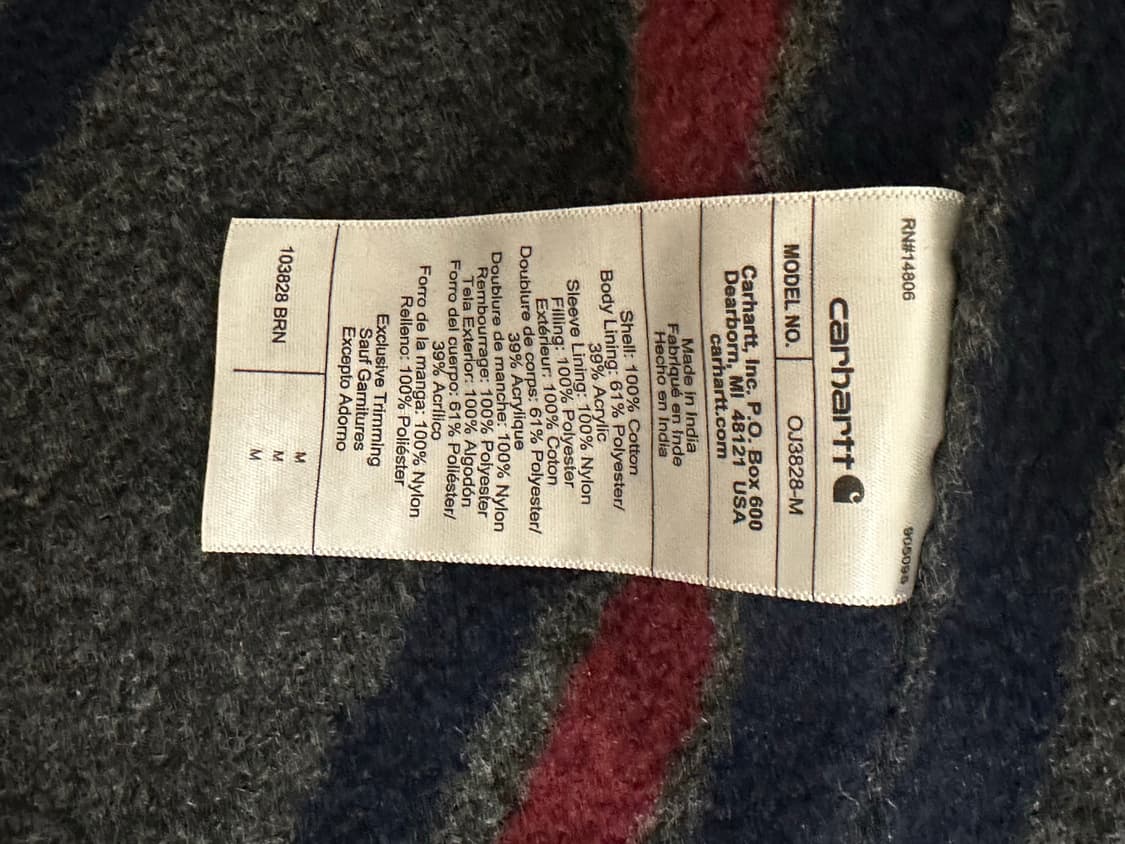 RN#14806
carhartt
MODEL NO. OJ3828-M
Carhartt, Inc. P.O. Box 600
Dearborn, MI 48121 USA
carhartt.com
Made in India
Fabriqué en Inde
Hecho en India
Shell: 100% Cotton
Body Lining: 61% Polyester/
39% Acrylic
Sleeve Lining: 100% Nylon
Filling: 100% Polyester
Extérieur: 100% Coton
Doublure de corps: 61% Polyester/
39% Acrylique
Doublure de manche: 100% Nylon
Rembourrage: 100% Polyester
Tela Exterior: 100% Algodón
Forro del cuerpo: 61% Poliéster/
39% Acrílico
Forro de la manga: 100% Nylon
Relleno: 100% Poliéster
Exclusive Trimming
Sauf Garnitures
Excepto Adorno
M
103828 BRN M
M